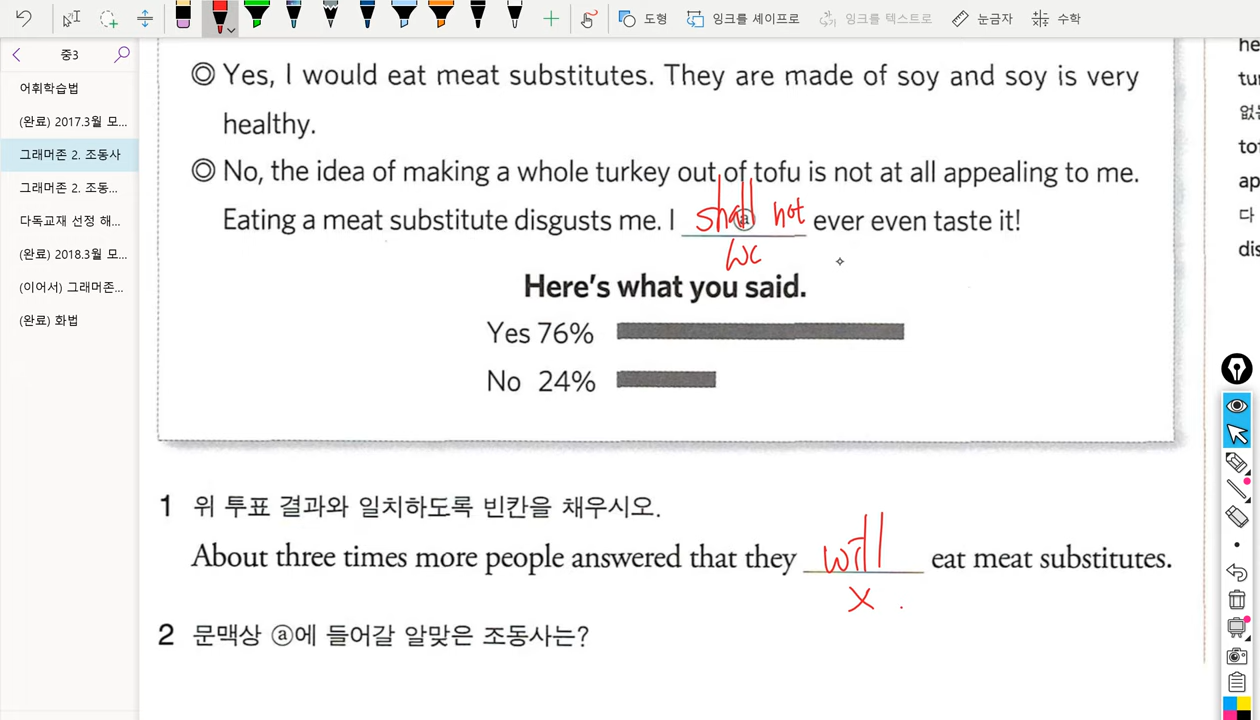 도형
잉크를 셰이프로
잉크를 텍스트로
눈금자
수학
중3
어휘학습법
(완료) 2017.3월 모...
그래머존 2. 조동사
그래머존 2. 조동...
다독교재 선정 해...
(완료) 2018.3월 모...
(이어서) 그래머존...
(완료) 화법
◎ Yes, I would eat meat substitutes. They are made of soy and soy is very
healthy.
◎ No, the idea of making a whole turkey out of tofu is not at all appealing to me.
Eating a meat substitute disgusts me. I ⓐ shall not ever even taste it!
wo
Here's what you said.
Yes 76%
No 24%
1 위 투표 결과와 일치하도록 빈칸을 채우시오.
About three times more people answered that they will eat meat substitutes.
x
2 문맥상 ⓐ에 들어갈 알맞은 조동사는?
he
tur
없는
to
ap
다
dis